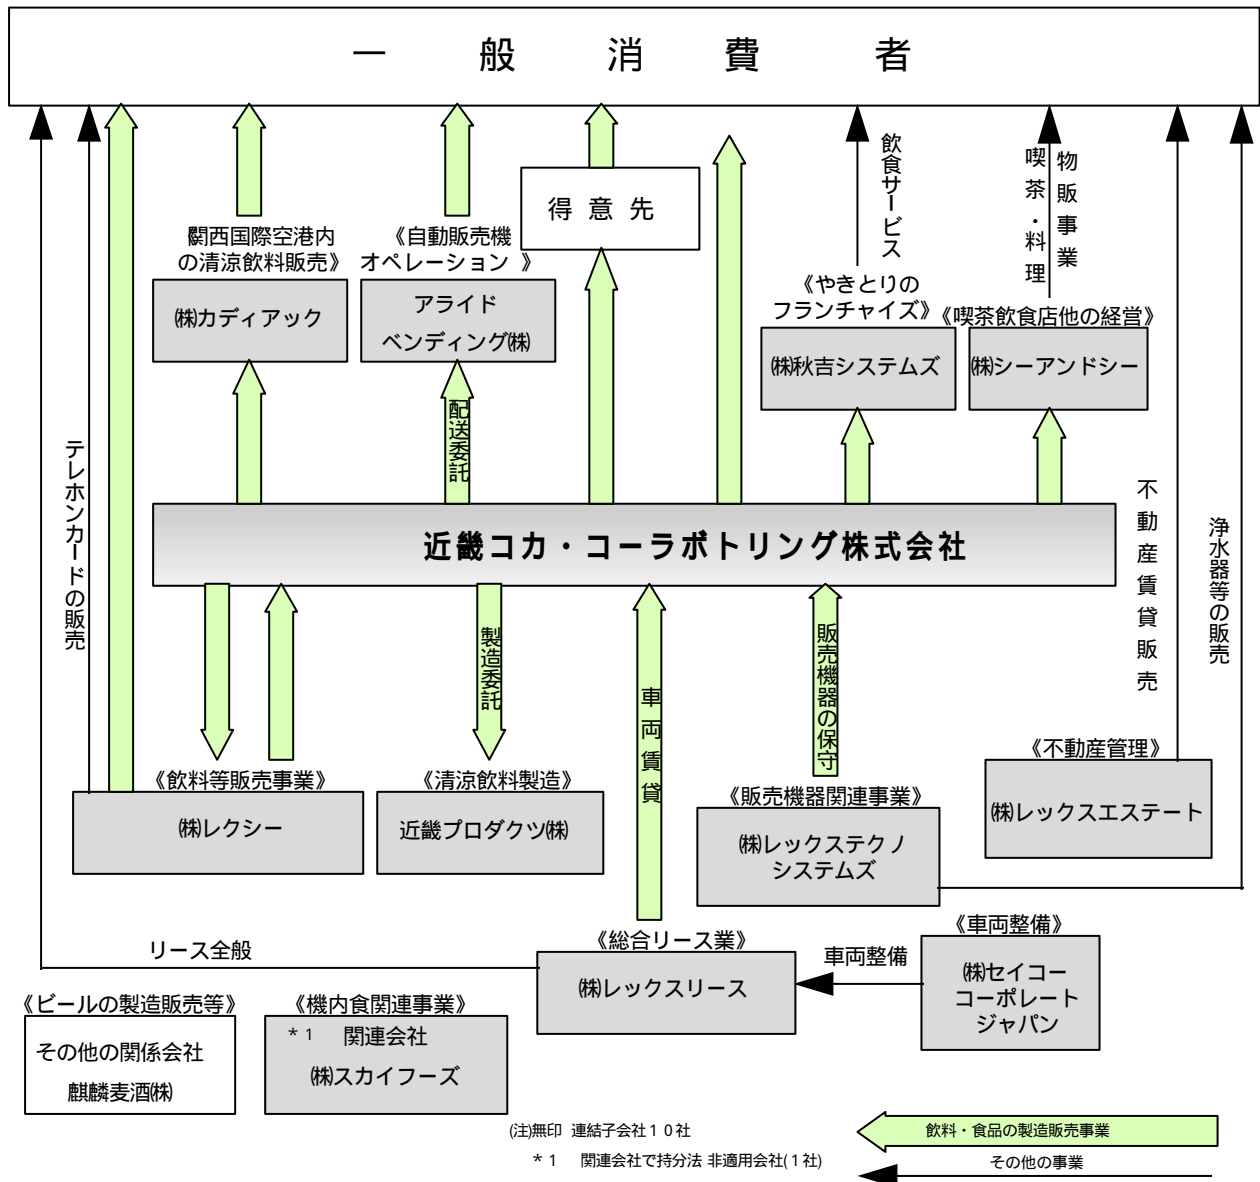 一般消費者
得意先
飲食サービス
喫茶・料理
物販事業
関西国際空港内
の清涼飲料販売》
《自動販売機
オペレーション 》
《やきとりの
フランチャイズ》
《喫茶飲食店他の経営》
㈱カディアック
アライド
ベンディング㈱
㈱秋吉システムズ
㈱シーアンドシー
配送委託
テレホンカードの販売
不動産賃貸販売
浄水器等の販売
近畿コカ・コーラボトリング株式会社
製造委託
車両賃貸
販売機器の保守
《飲料等販売事業》
《清涼飲料製造》
《販売機器関連事業》
《不動産管理》
㈱レクシー
近畿プロダクツ㈱
㈱レックステクノ
システムズ
㈱レックスエステート
リース全般
《総合リース業》
車両整備
《車両整備》
㈱レックスリース
㈱セイコー
コーポレート
ジャパン
《ビールの製造販売等》
《機内食関連事業》
その他の関係会社
麒麟麦酒㈱
*1 関連会社
㈱スカイフーズ
(注)無印 連結子会社10社
*1 関連会社で持分法 非適用会社(1社)
飲料・食品の製造販売事業
その他の事業